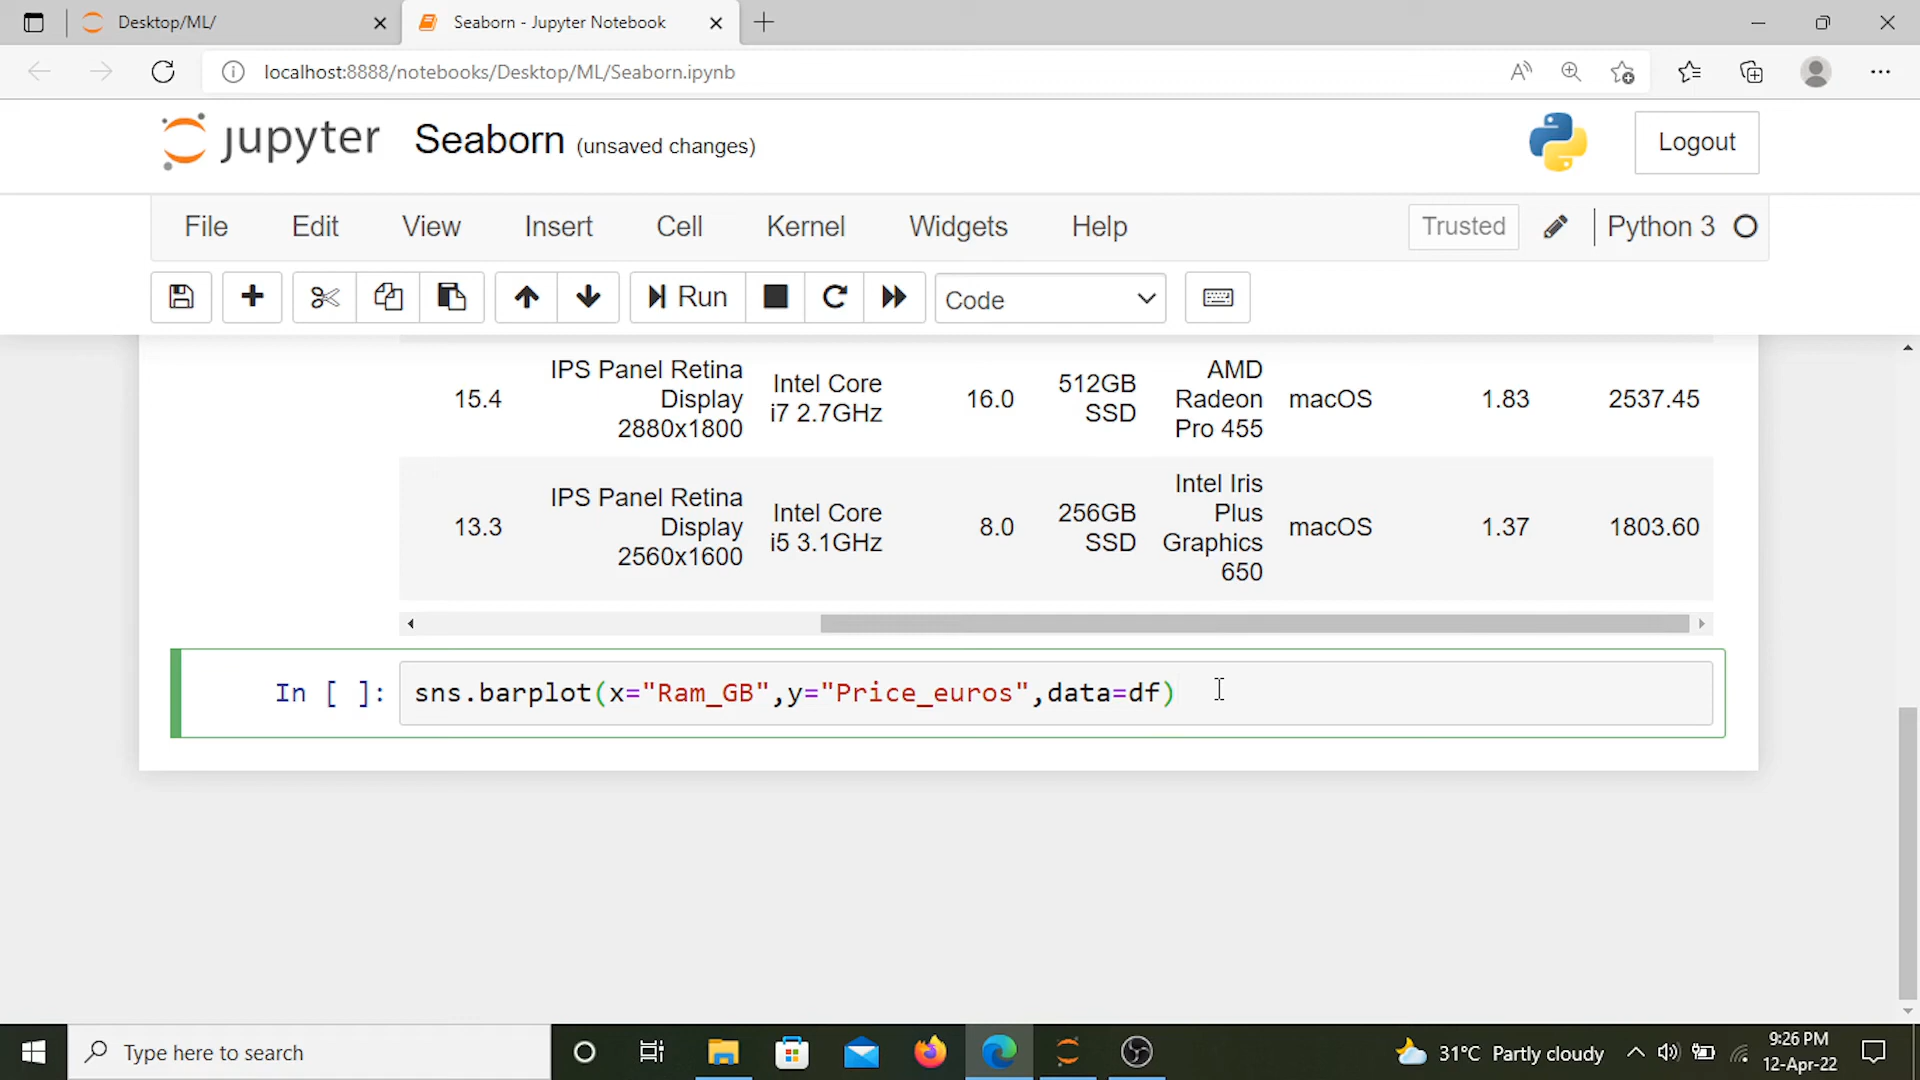 Desktop/ML/
Seaborn - Jupyter Notebook
localhost:8888/notebooks/Desktop/ML/Seaborn.ipynb
jupyter Seaborn (unsaved changes)
Logout
File Edit View Insert Cell Kernel Widgets Help
Trusted
Python 3
Run
Code
15.4 IPS Panel Retina Display 2880x1800 Intel Core i7 2.7GHz 16.0 512GB SSD AMD Radeon Pro 455 macOS 1.83 2537.45
13.3 IPS Panel Retina Display 2560x1600 Intel Core i5 3.1GHz 8.0 256GB SSD Intel Iris Plus Graphics 650 macOS 1.37 1803.60
In [ ]: sns.barplot(x="Ram_GB",y="Price_euros",data=df)
Type here to search
31°C Partly cloudy
9:26 PM
12-Apr-22